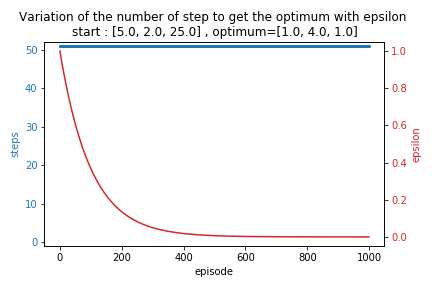 Variation of the number of step to get the optimum with epsilon
start : [5.0, 2.0, 25.0] , optimum=[1.0, 4.0, 1.0]
50
40
30
20
10
0
steps
1.0
0.8
0.6
0.4
0.2
0.0
epsilon
0 200 400 600 800 1000
episode